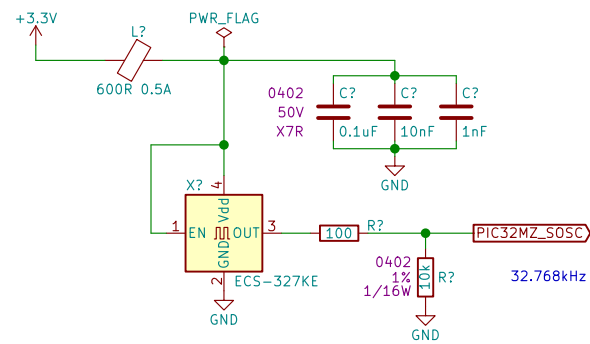 +3.3V
PWR_FLAG
L?
600R 0.5A
0402
50V
X7R
C?
0.1uF
C?
10nF
C?
1nF
GND
X?
4
Vdd
1
EN
OUT
3
GND
2
ECS-327KE
GND
100
R?
PIC32MZ_SOSC
0402
1%
1/16W
10k
R?
32.768kHz
GND